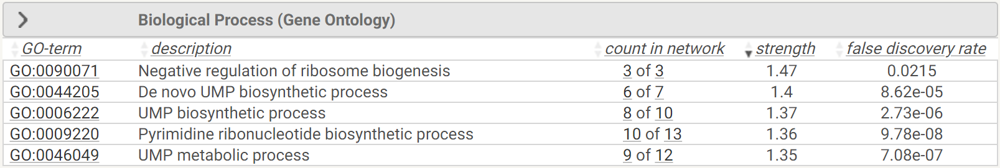 Biological Process (Gene Ontology)
GO-term description count in network strength false discovery rate
GO:0090071 Negative regulation of ribosome biogenesis 3 of 3 1.47 0.0215
GO:0044205 De novo UMP biosynthetic process 6 of 7 1.4 8.62e-05
GO:0006222 UMP biosynthetic process 8 of 10 1.37 2.73e-06
GO:0009220 Pyrimidine ribonucleotide biosynthetic process 10 of 13 1.36 9.78e-08
GO:0046049 UMP metabolic process 9 of 12 1.35 7.08e-07